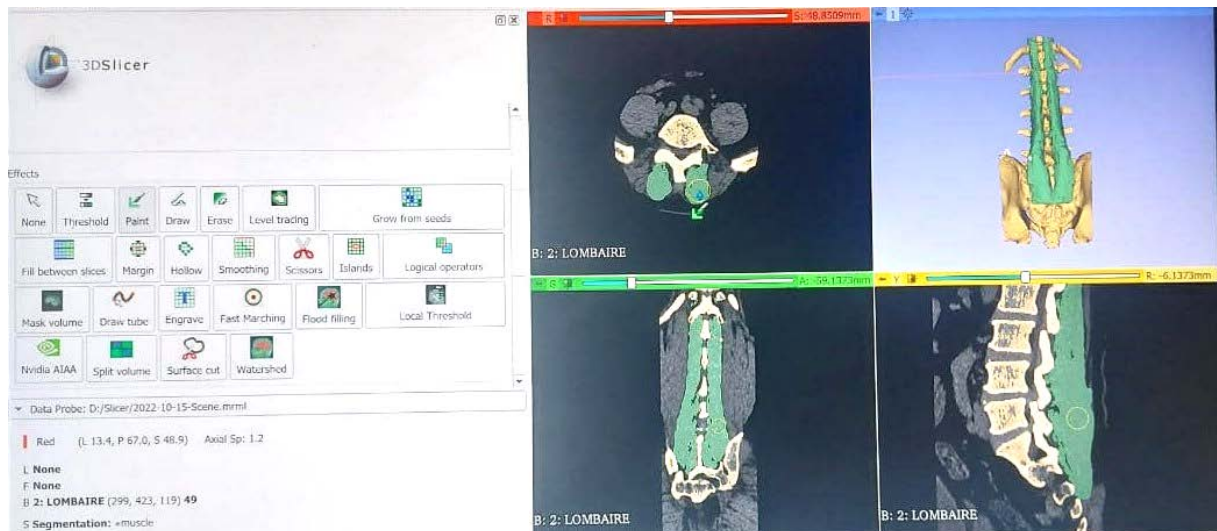 3DSlicer
Effects
None Threshold Paint Draw Erase Level tracing Grow from seeds
Fill between slices Margin Hollow Smoothing Scissors Islands Logical operators
Mask volume Draw tube Engrave Fast Marching Flood filling Local Threshold
Nvidia AIAA Split volume Surface cut Watershed
Data Probe: D:/Slicer/2022-10-15-Scene.mrml
Red (L 13.4, P 67.0, S 48.9) Axial Sp: 1.2
L None
F None
B 2: LOMBAIRE (299, 423, 119) 49
S Segmentation: +muscle
R S: 48.8509mm
B: 2: LOMBAIRE
1
G A: -59.1373mm
B: 2: LOMBAIRE
Y R: -6.1373mm
B: 2: LOMBAIRE